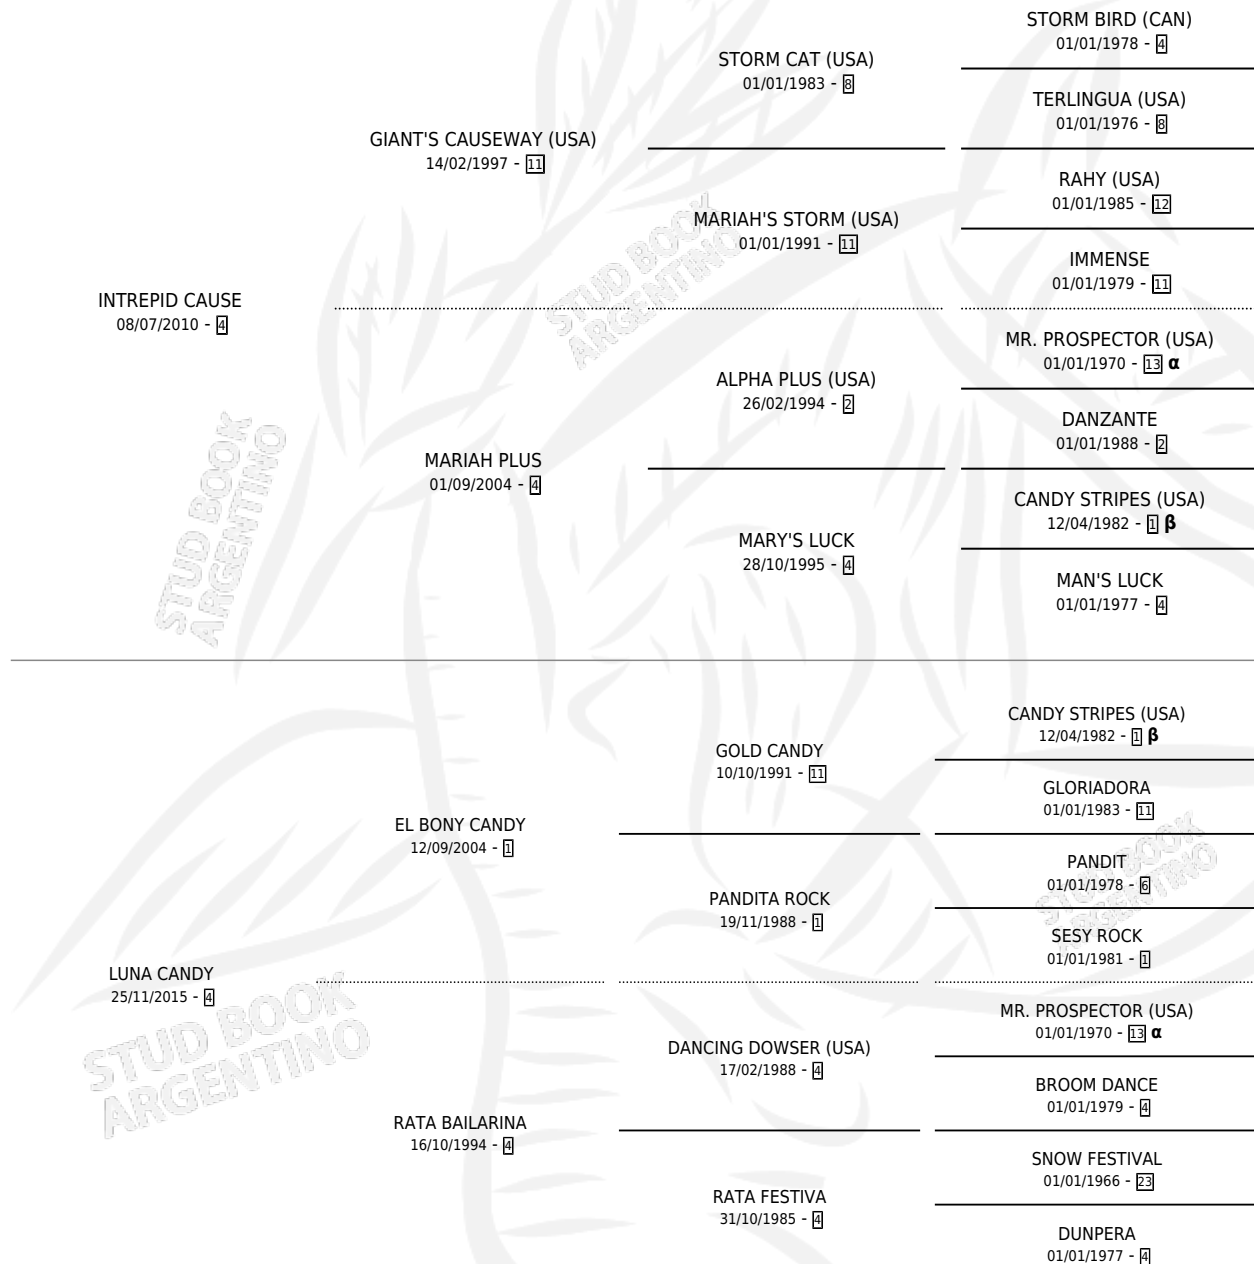 STORM BIRD (CAN)
01/01/1978 - 4
STORM CAT (USA)
01/01/1983 - 8
TERLINGUA (USA)
01/01/1976 - 8
GIANT'S CAUSEWAY (USA)
14/02/1997 - 11
RAHY (USA)
01/01/1985 - 12
MARIAH'S STORM (USA)
01/01/1991 - 11
IMMENSE
01/01/1979 - 11
INTREPID CAUSE
08/07/2010 - 4
MR. PROSPECTOR (USA)
01/01/1970 - 13 α
ALPHA PLUS (USA)
26/02/1994 - 2
DANZANTE
01/01/1988 - 2
MARIAH PLUS
01/09/2004 - 4
CANDY STRIPES (USA)
12/04/1982 - 1 β
MARY'S LUCK
28/10/1995 - 4
MAN'S LUCK
01/01/1977 - 4
CANDY STRIPES (USA)
12/04/1982 - 1 β
GOLD CANDY
10/10/1991 - 11
GLORIADORA
01/01/1983 - 11
EL BONY CANDY
12/09/2004 - 1
PANDIT
01/01/1978 - 6
PANDITA ROCK
19/11/1988 - 1
SESY ROCK
01/01/1981 - 1
LUNA CANDY
25/11/2015 - 4
MR. PROSPECTOR (USA)
01/01/1970 - 13 α
DANCING DOWSER (USA)
17/02/1988 - 4
BROOM DANCE
01/01/1979 - 4
RATA BAILARINA
16/10/1994 - 4
SNOW FESTIVAL
01/01/1966 - 23
RATA FESTIVA
31/10/1985 - 4
DUNPERA
01/01/1977 - 4
STUD BOOK
ARGENTINO
STUD BOOK
ARGENTINO
STUD BOOK
ARGENTINO
STUD BOOK
ARGENTINO